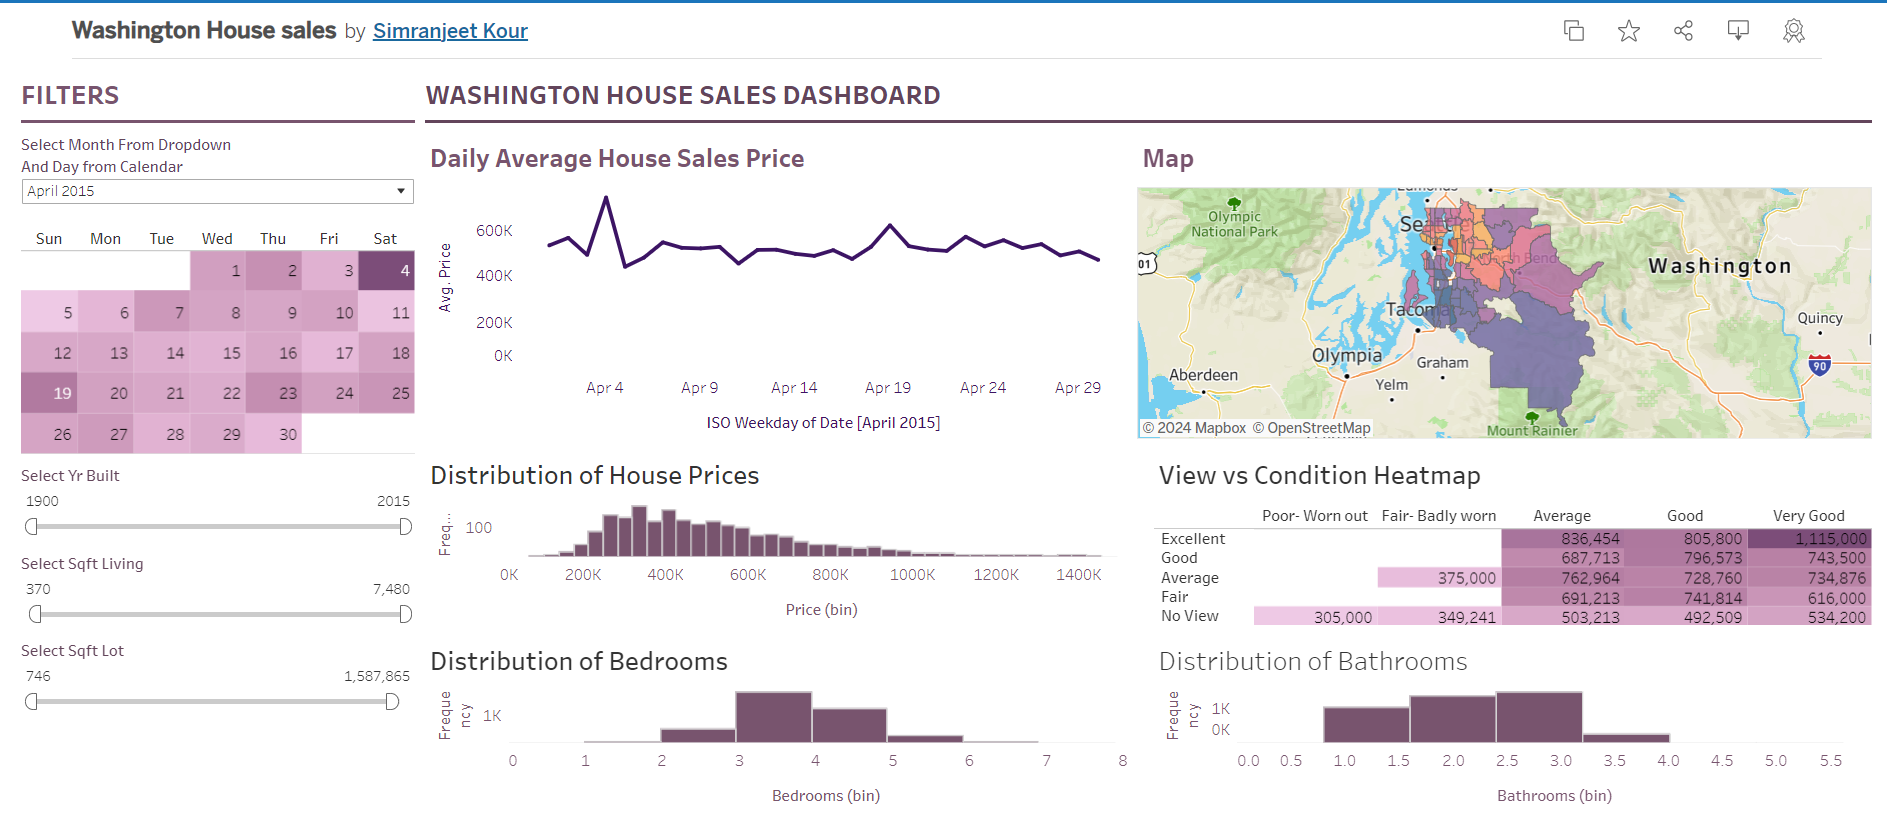 Washington House sales by Simranjeet Kour
FILTERS
WASHINGTON HOUSE SALES DASHBOARD
Select Month From Dropdown
And Day from Calendar
April 2015
Sun Mon Tue Wed Thu Fri Sat
1 2 3 4
5 6 7 8 9 10 11
12 13 14 15 16 17 18
19 20 21 22 23 24 25
26 27 28 29 30
Select Yr Built
1900 2015
Select Sqft Living
370 7,480
Select Sqft Lot
746 1,587,865
Daily Average House Sales Price
Avg. Price
600K
400K
200K
0K
Apr 4 Apr 9 Apr 14 Apr 19 Apr 24 Apr 29
ISO Weekday of Date [April 2015]
Map
Edmonds
Olympic
National Park
Seattle
North Bend
01
Washington
Tacoma
Quincy
Olympia
Graham
90
Aberdeen
Yelm
© 2024 Mapbox © OpenStreetMap
Mount Rainier
Distribution of House Prices
Freq...
100
0K 200K 400K 600K 800K 1000K 1200K 1400K
Price (bin)
View vs Condition Heatmap
Poor- Worn out Fair- Badly worn Average Good Very Good
Excellent 836,454 805,800 1,115,000
Good 687,713 796,573 743,500
Average 375,000 762,964 728,760 734,876
Fair 691,213 741,814 616,000
No View 305,000 349,241 503,213 492,509 534,200
Distribution of Bedrooms
Freque
ncy
1K
0 1 2 3 4 5 6 7 8
Bedrooms (bin)
Distribution of Bathrooms
Freque
ncy
1K
0K
0.0 0.5 1.0 1.5 2.0 2.5 3.0 3.5 4.0 4.5 5.0 5.5
Bathrooms (bin)